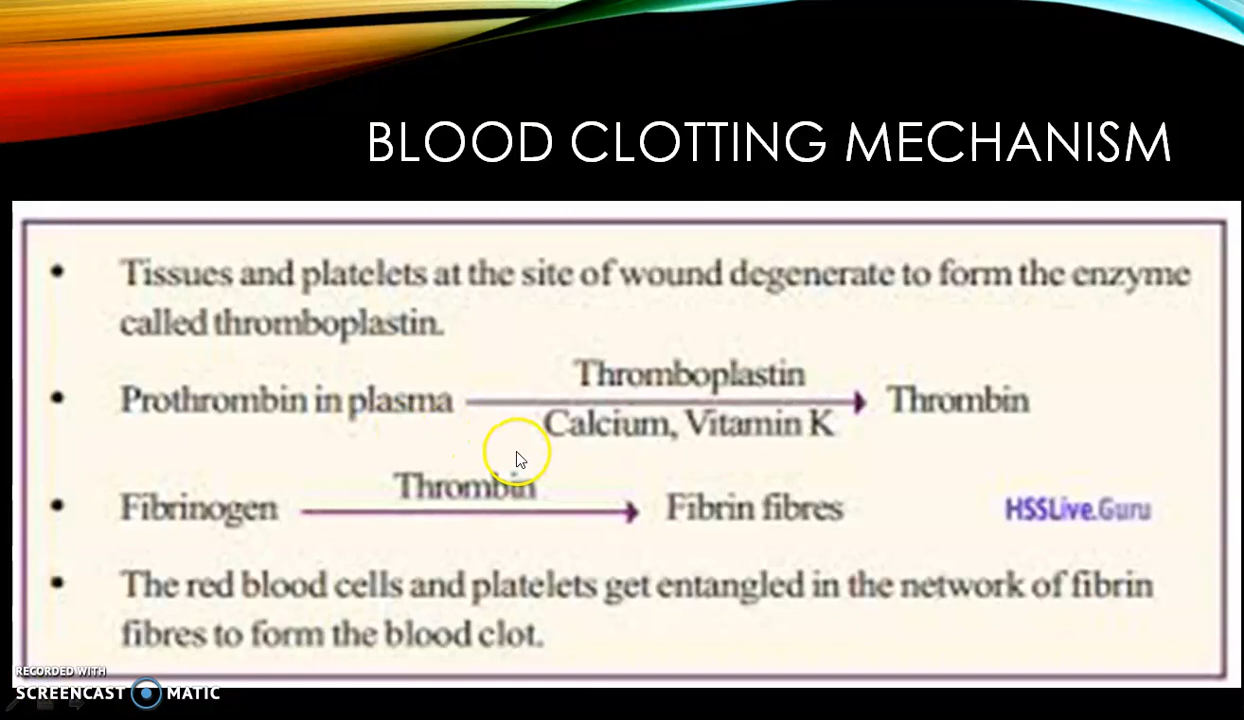 BLOOD CLOTTING MECHANISM
• Tissues and platelets at the site of wound degenerate to form the enzyme
called thromboplastin.
Thromboplastin
• Prothrombin in plasma Thrombin
Calcium, Vitamin K
Thrombin
• Fibrinogen Fibrin fibres HSSLive.Guru
• The red blood cells and platelets get entangled in the network of fibrin
fibres to form the blood clot.
RECORDED WITH
SCREENCAST MATIC